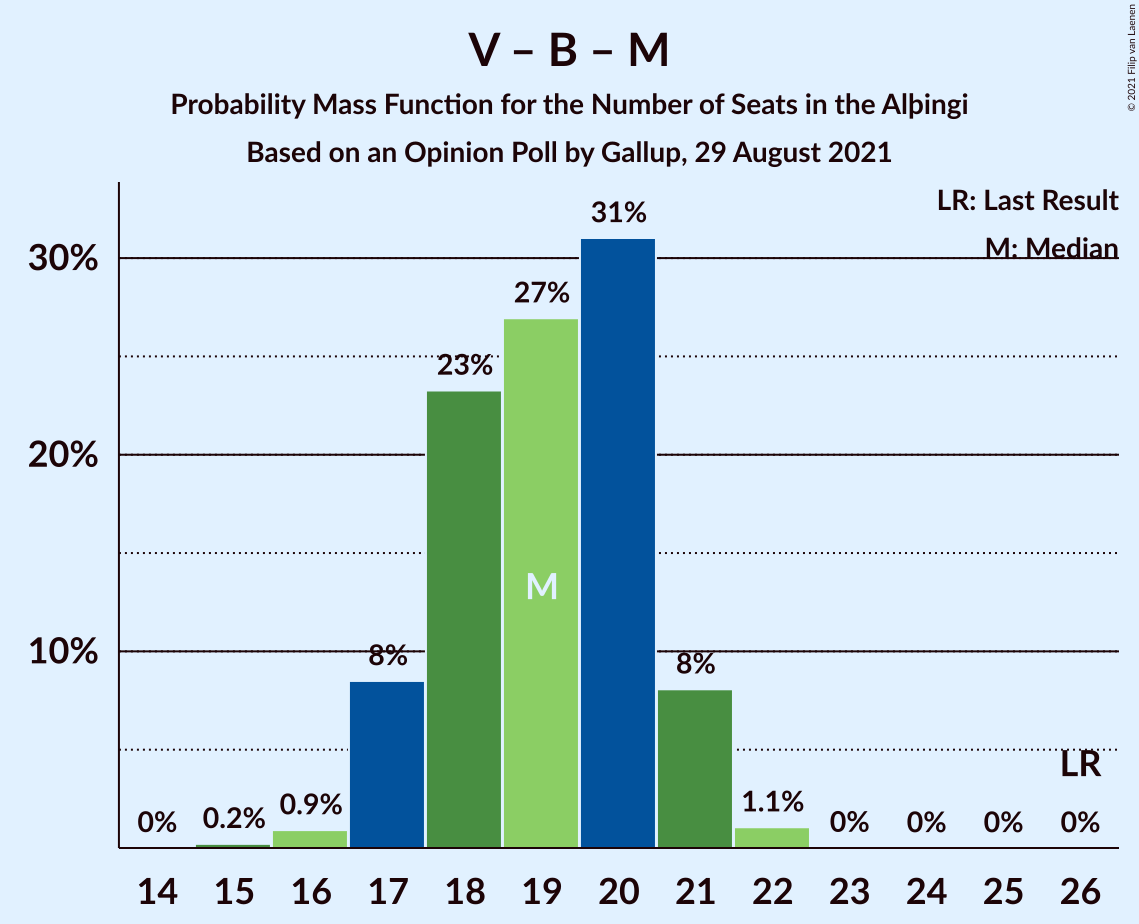 V – B – M
Probability Mass Function for the Number of Seats in the Alþingi
Based on an Opinion Poll by Gallup, 29 August 2021
© 2021 Filip van Laenen
LR: Last Result
M: Median
30%
20%
10%
0%
0.2%
0.9%
8%
23%
27%
31%
8%
1.1%
0%
0%
0%
0%
M
LR
14 15 16 17 18 19 20 21 22 23 24 25 26